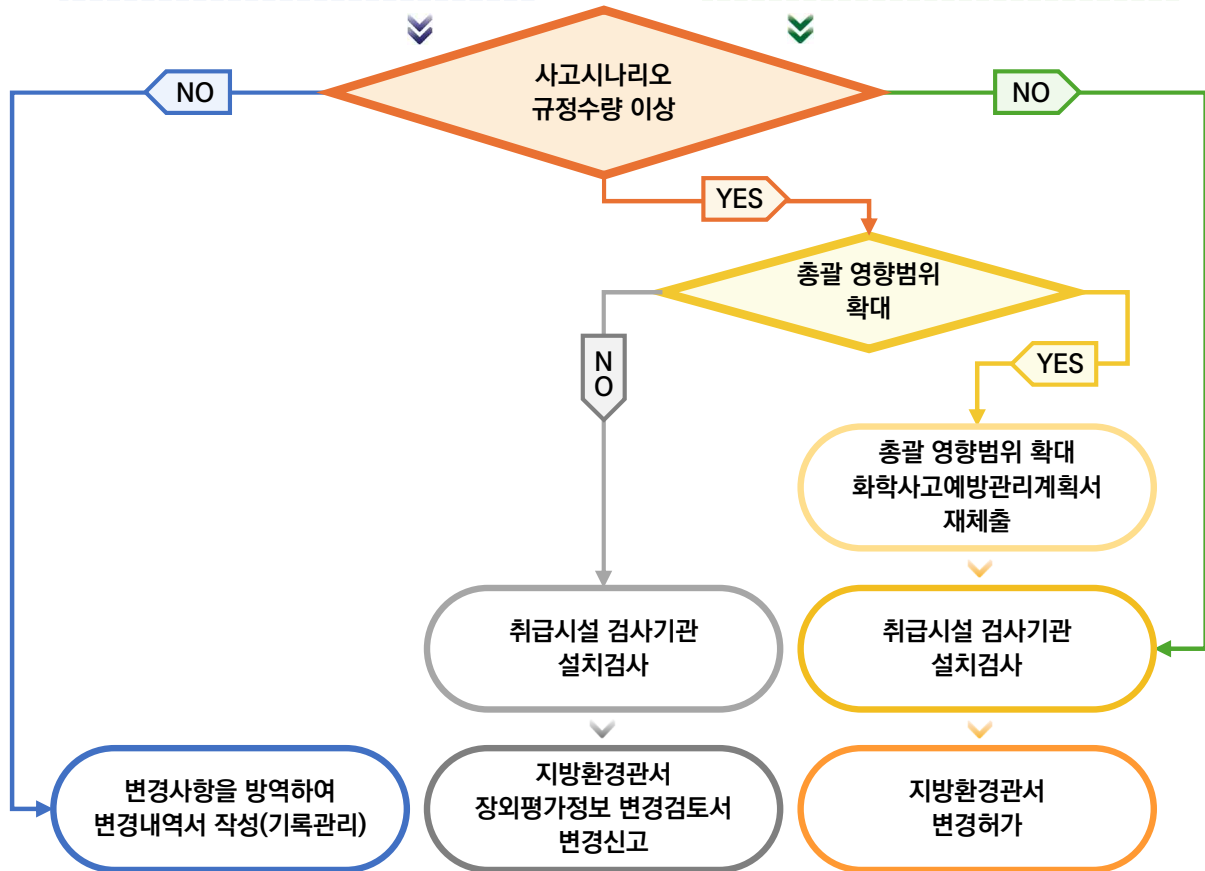 사고시나리오
규정수량 이상
NO
NO
YES
총괄 영향범위
확대
N
O
YES
총괄 영향범위 확대
화학사고예방관리계획서
재체출
취급시설 검사기관
설치검사
취급시설 검사기관
설치검사
변경사항을 방역하여
변경내역서 작성(기록관리)
지방환경관서
장외평가정보 변경검토서
변경신고
지방환경관서
변경허가